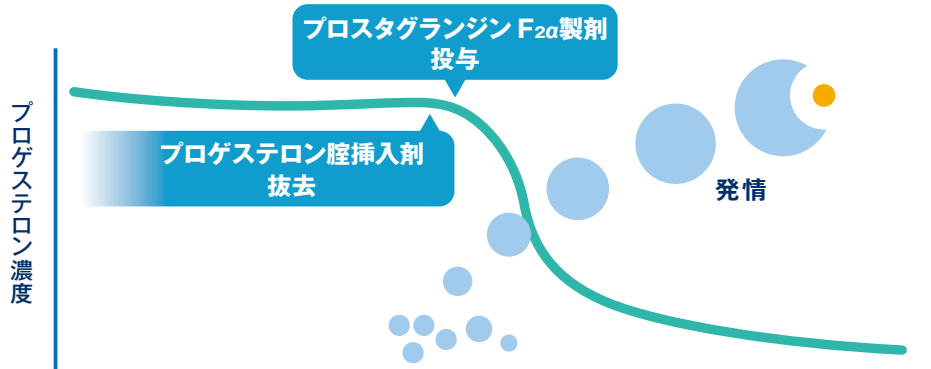 プロスタグランジン F2α製剤
投与
プロゲステロン腟挿入剤
抜去
プロゲステロン濃度
発情